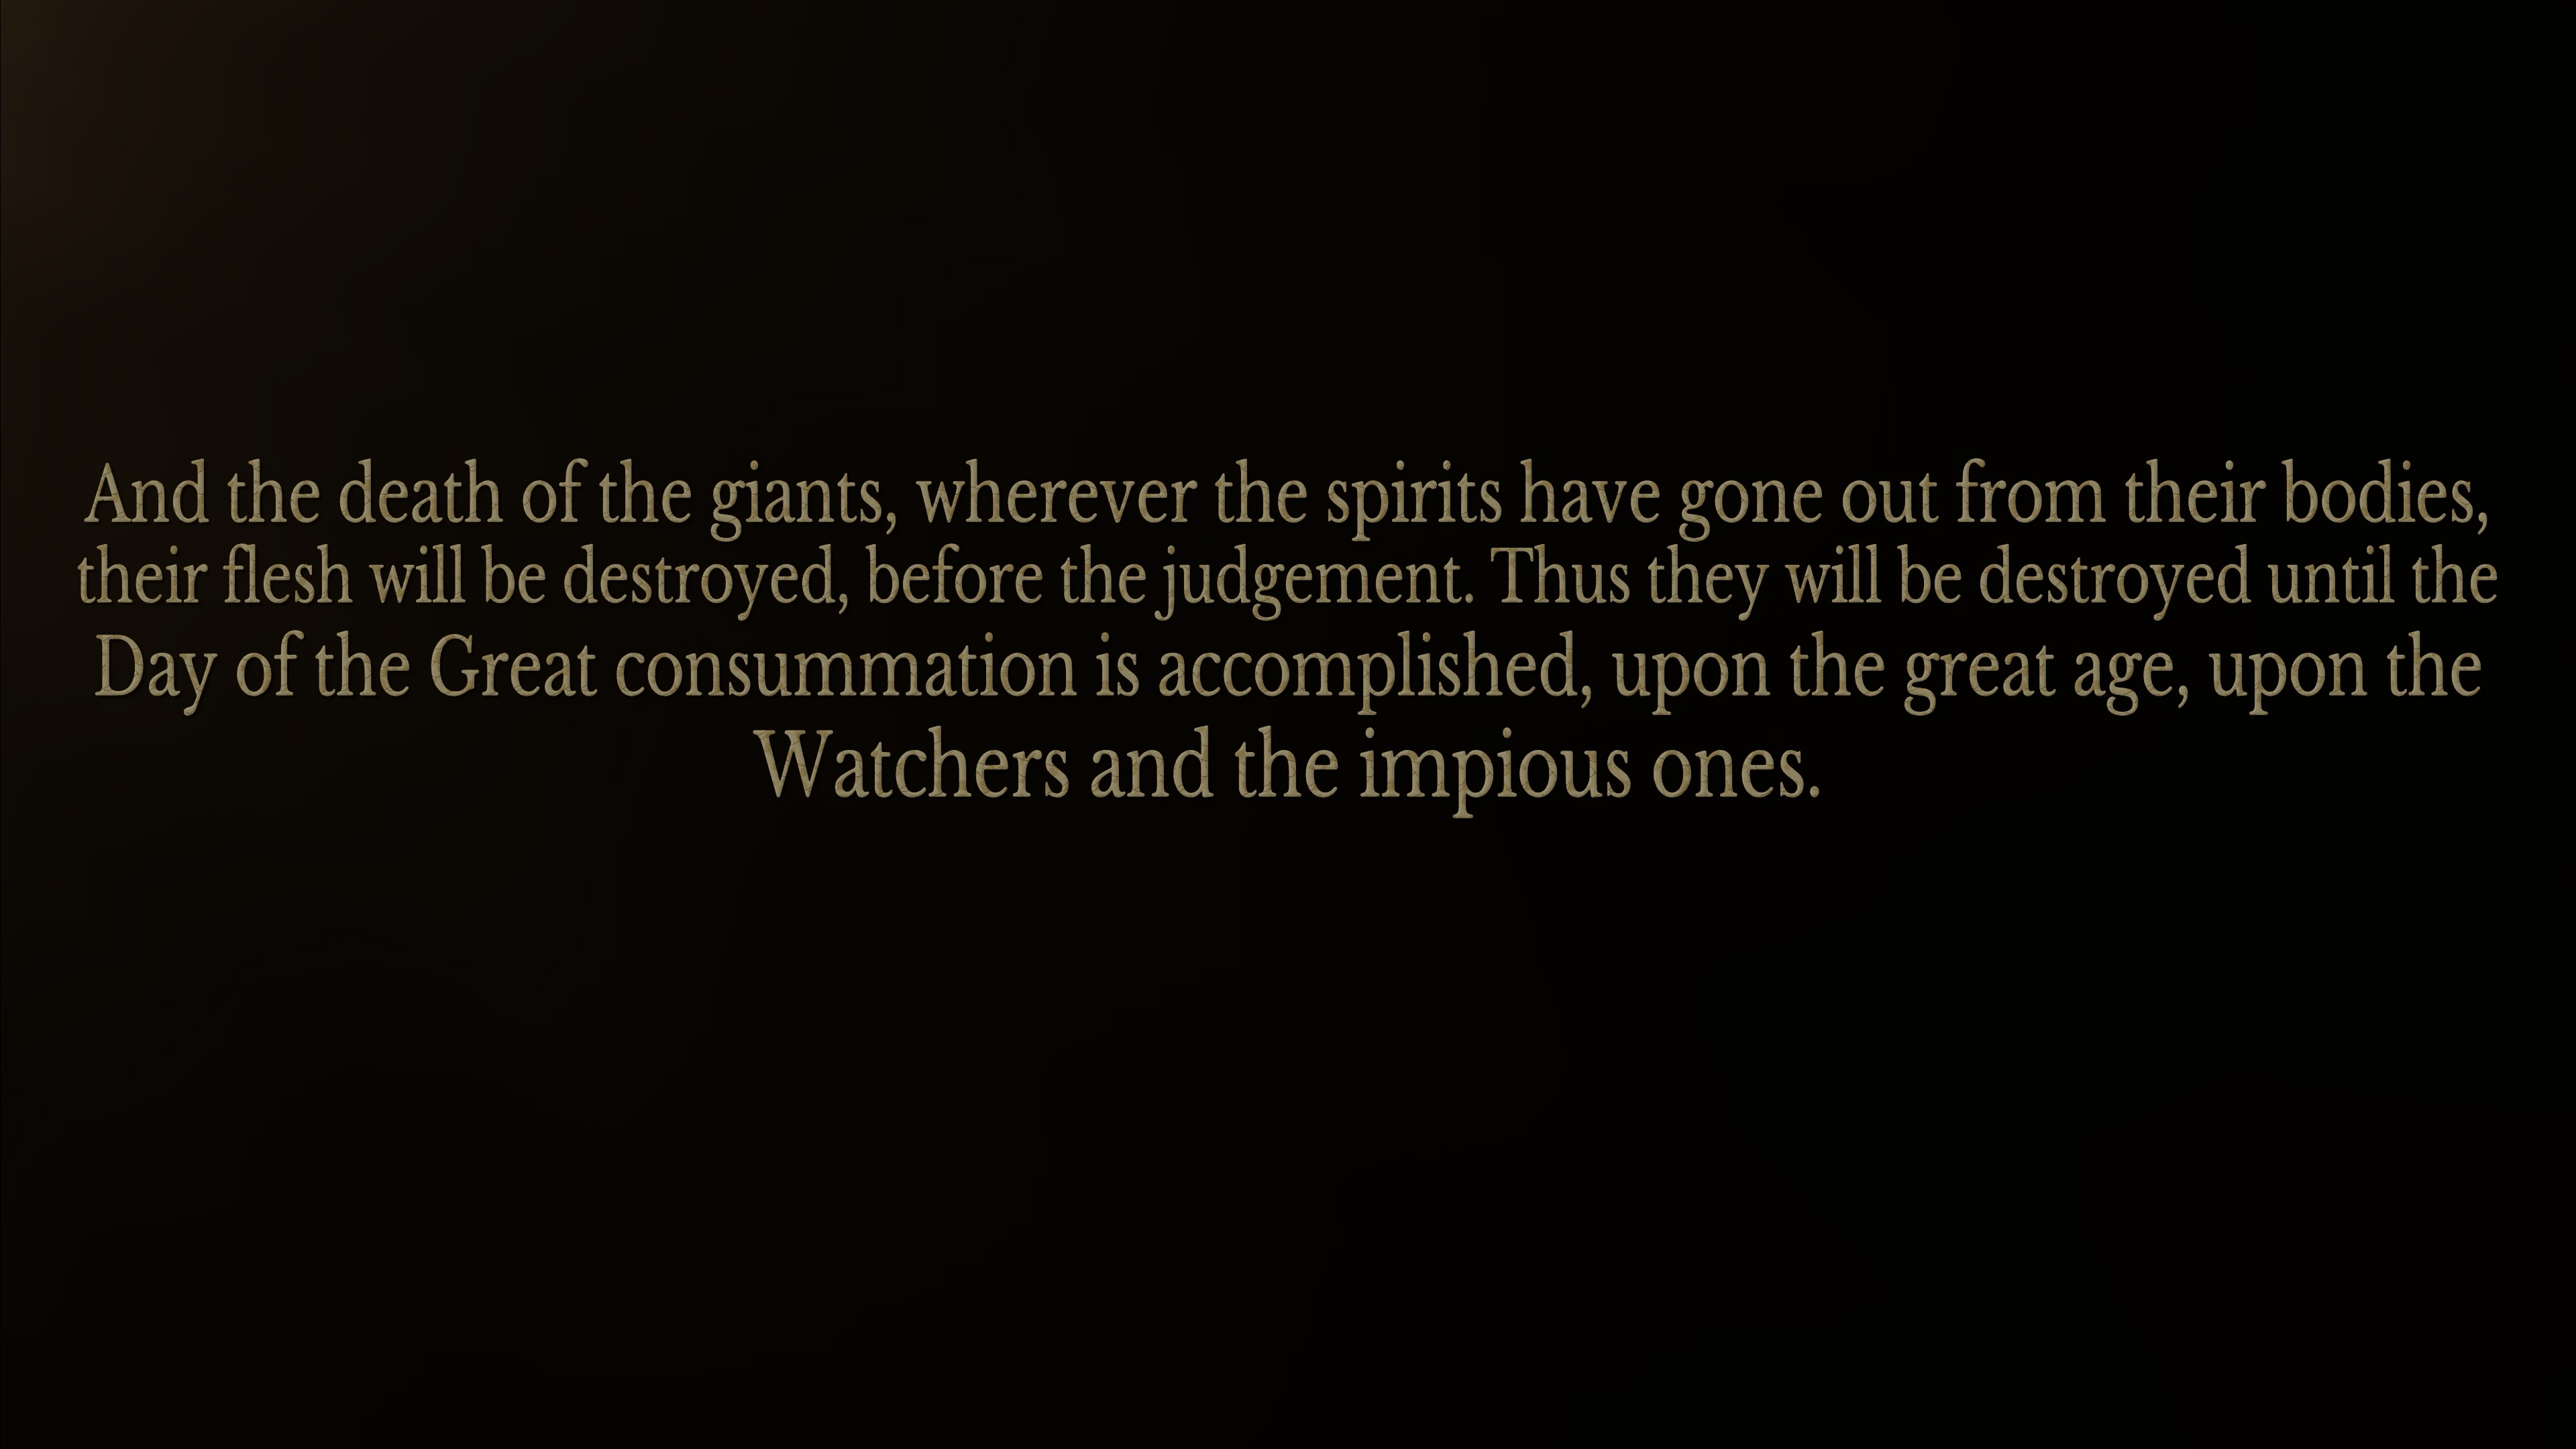 And the death of the giants, wherever the spirits have gone out from their bodies,
their flesh will be destroyed, before the judgement. Thus they will be destroyed until the
Day of the Great consummation is accomplished, upon the great age, upon the
Watchers and the impious ones.